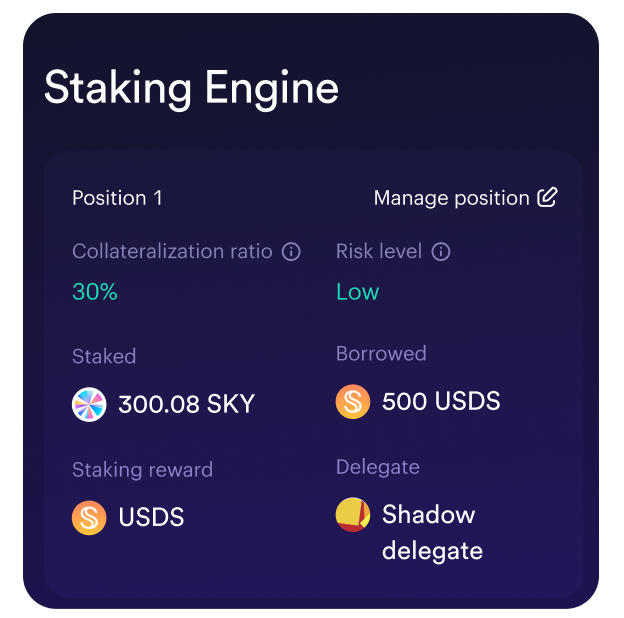 Staking Engine
Position 1
Manage position
Collateralization ratio
Risk level
30%
Low
Staked
Borrowed
300.08 SKY
500 USDS
Staking reward
Delegate
USDS
Shadow
delegate